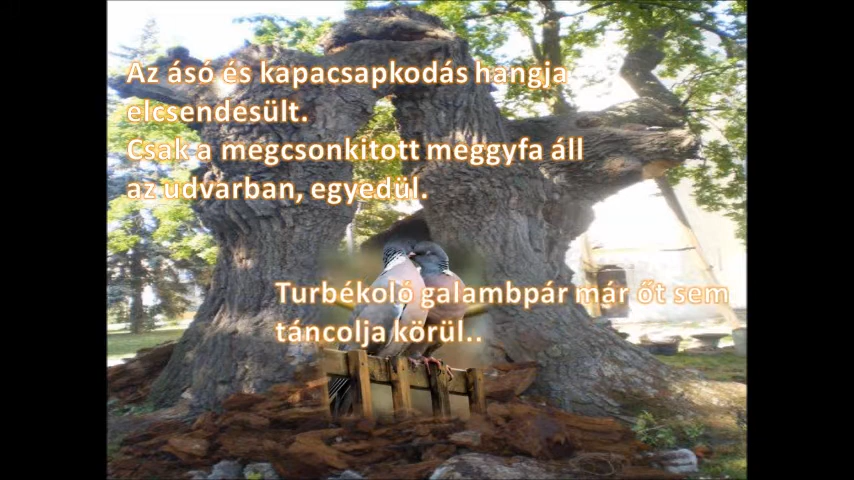 Az ásó és kapacsapkodás hangja
elcsendesült.
Csak a megcsonkitott meggyfa áll
az udvarban, egyedül.
Turbékoló galambpár már őt sem
táncolja körül..